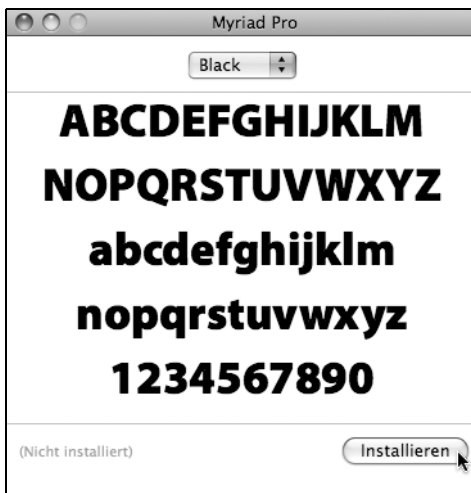 Myriad Pro
Black
ABCDEFGHIJKLM
NOPQRSTUVWXYZ
abcdefghijklm
nopqrstuvwxyz
1234567890
(Nicht installiert) Installieren